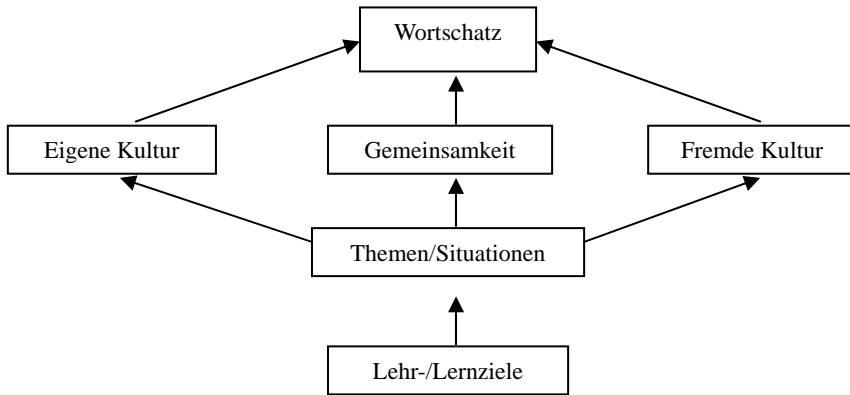 Wortschatz
Eigene Kultur
Gemeinsamkeit
Fremde Kultur
Themen/Situationen
Lehr-/Lernziele